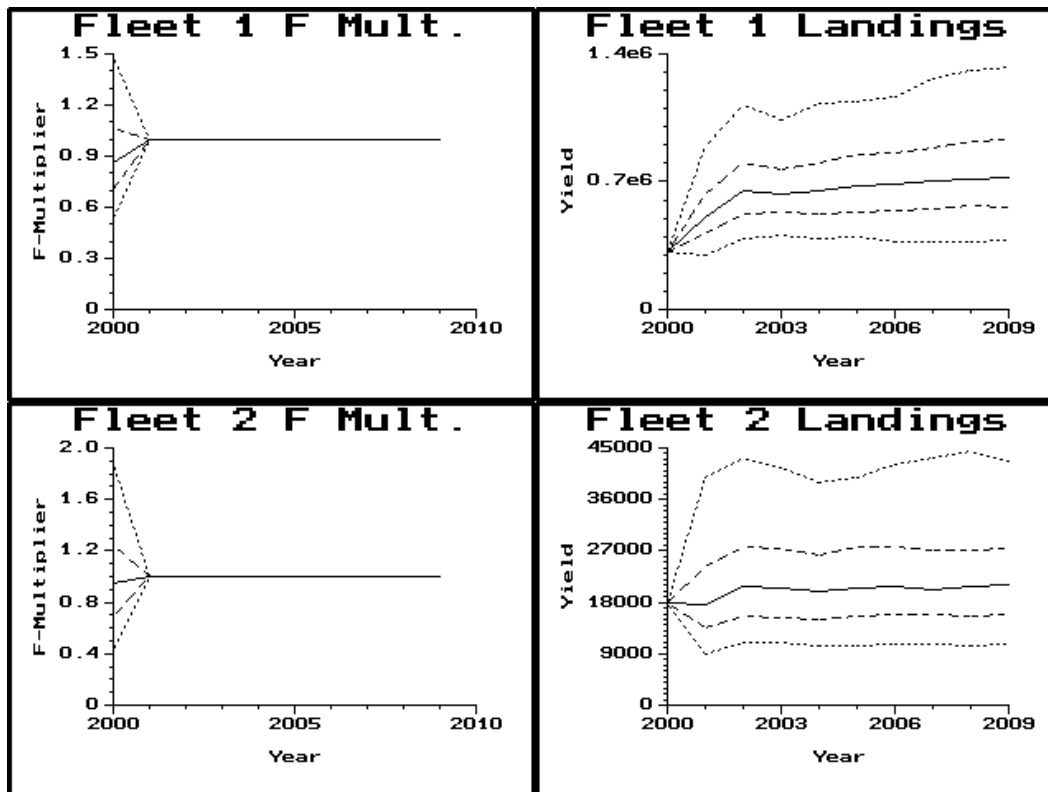 Fleet 1 F Mult.
1.5
1.2
0.9
0.6
0.3
0
F-Multiplier
2000
2005
2010
Year
Fleet 1 Landings
1.4e6
0.7e6
0
Yield
2000
2003
2006
2009
Year
Fleet 2 F Mult.
2.0
1.6
1.2
0.8
0.4
0
F-Multiplier
2000
2005
2010
Year
Fleet 2 Landings
45000
36000
27000
18000
9000
0
Yield
2000
2003
2006
2009
Year